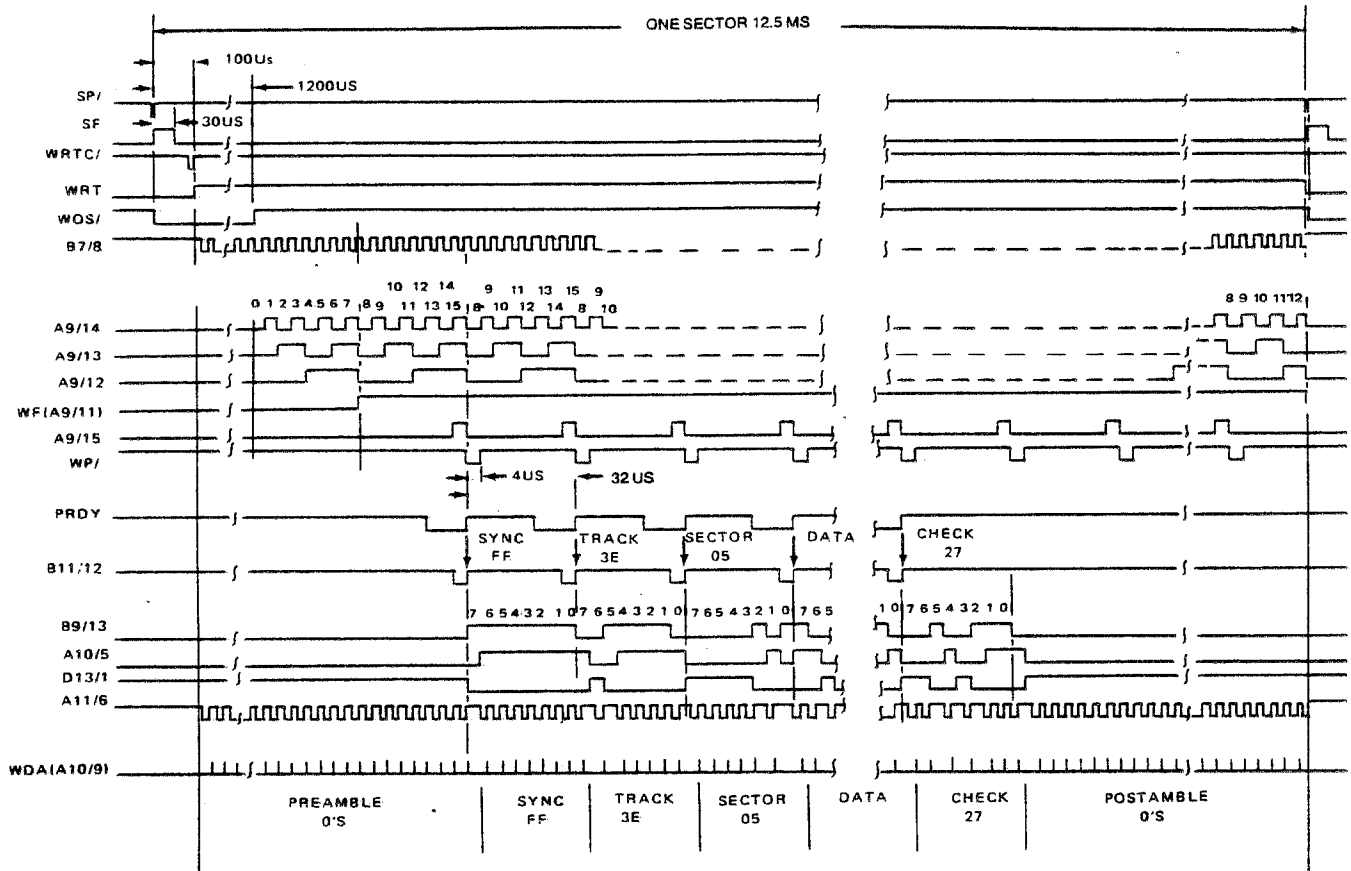 ONE SECTOR 12.5 MS
100Us
1200US
SP/
SF
30US
WRTC/
WRT
WOS/
B7/8
10 12 14 9 11 13 15 9
0 1 2 3 4 5 6 7 8 9 11 13 15 8 10 12 14 8 10
8 9 10 11 12
A9/14
A9/13
A9/12
WF(A9/11)
A9/15
WP/
4US
32US
PRDY
SYNC TRACK SECTOR DATA CHECK
FF 3E 05 27
B11/12
7 6 5 4 3 2 1 0 7 6 5 4 3 2 1 0 7 6 5 4 3 2 1 0 7 6 5 1 0 7 6 5 4 3 2 1 0
B9/13
A10/5
D13/1
A11/6
WDA(A10/9)
PREAMBLE SYNC TRACK SECTOR DATA CHECK POSTAMBLE
0'S FF 3E 05 27 0'S